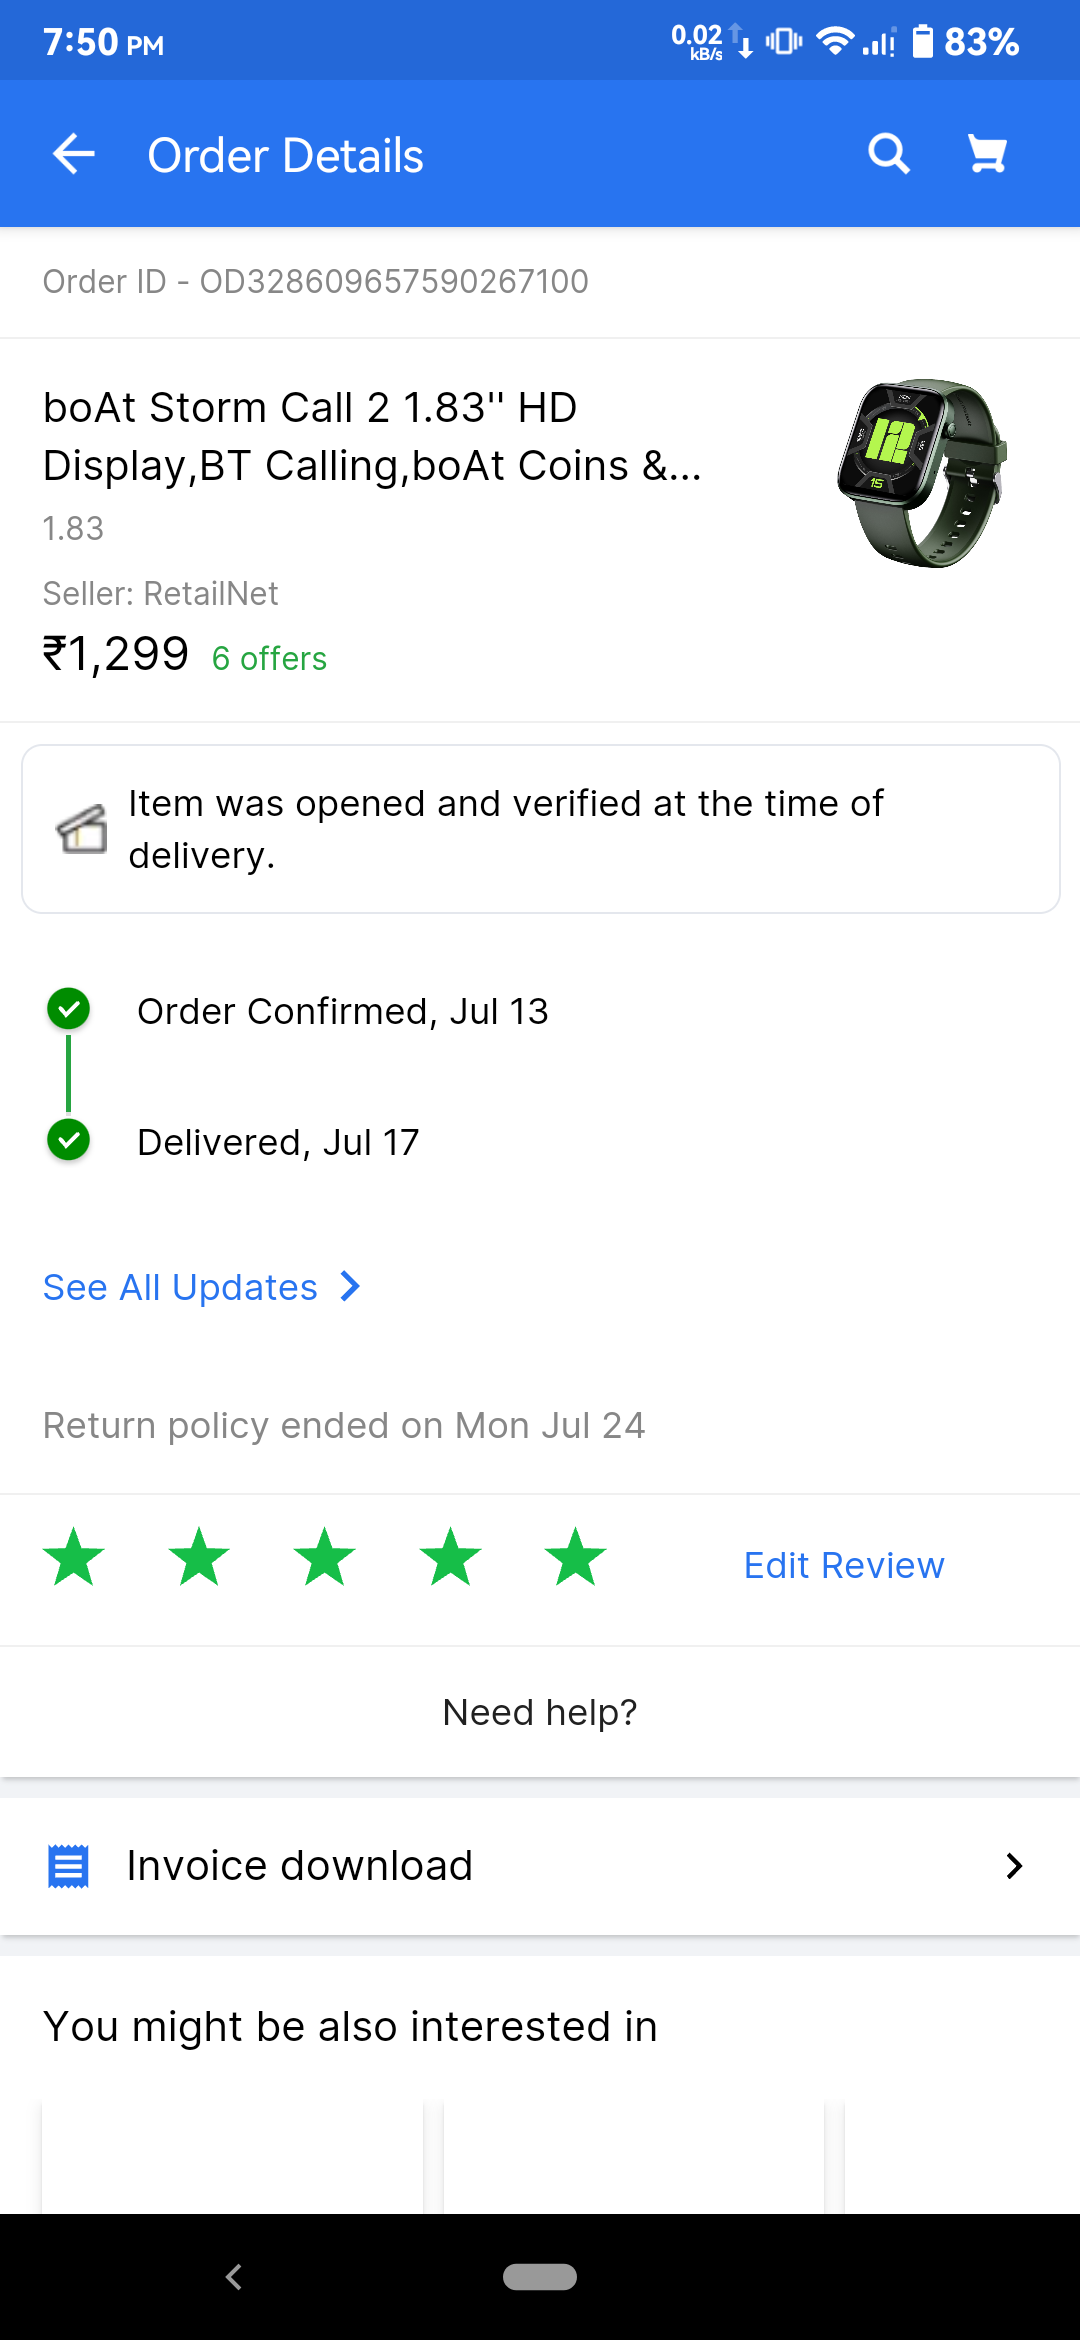 7:50 PM
0.02 kB/s
83%
Order Details
Order ID - OD328609657590267100
boAt Storm Call 2 1.83'' HD
Display,BT Calling,boAt Coins &...
1.83
Seller: RetailNet
₹1,299 6 offers
Item was opened and verified at the time of
delivery.
Order Confirmed, Jul 13
Delivered, Jul 17
See All Updates
Return policy ended on Mon Jul 24
Edit Review
Need help?
Invoice download
You might be also interested in